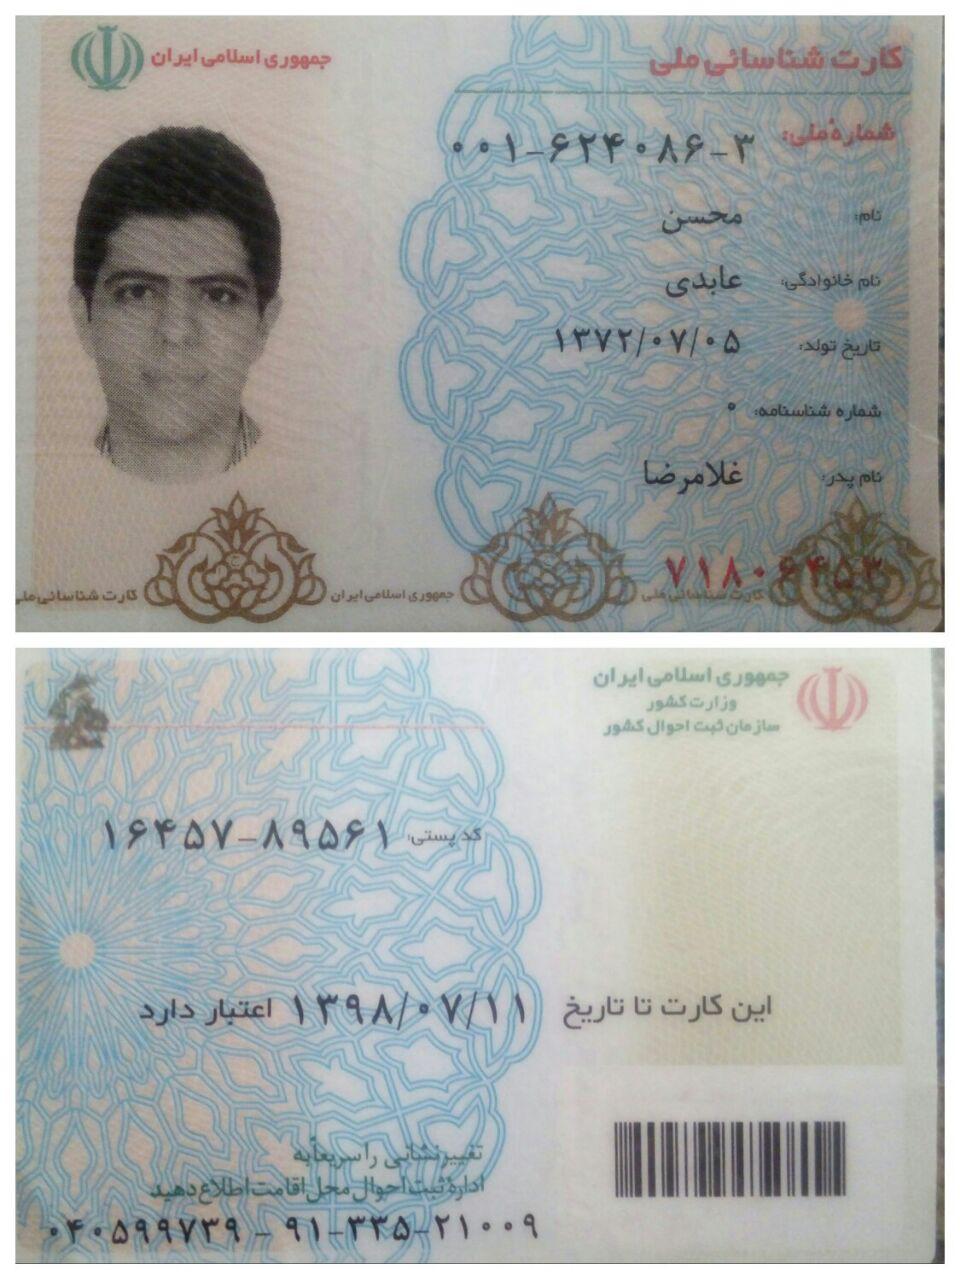 جمهوری اسلامی ایران
کارت شناسائی ملی
شمارهٔ ملی: ۰۰۱-۶۲۴۰۸۶-۳
نام: محسن
نام خانوادگی: عابدی
تاریخ تولد: ۱۳۷۲/۰۷/۰۵
شماره شناسنامه: ۰
نام پدر: غلامرضا
۷۱۸۰۶۴۵۳
کارت شناسائی ملی جمهوری اسلامی ایران کارت شناسائی ملی
جمهوری اسلامی ایران
وزارت کشور
سازمان ثبت احوال کشور
کد پستی: ۱۶۴۵۷-۸۹۵۶۱
این کارت تا تاریخ ۱۳۹۸/۰۷/۱۱ اعتبار دارد
تغییر نشانی را سریعاً به
ادارهٔ ثبت احوال محل اقامت اطلاع دهید
۰۴۰۵۹۹۷۳۹ - ۹۱-۳۳۵-۲۱۰۰۹